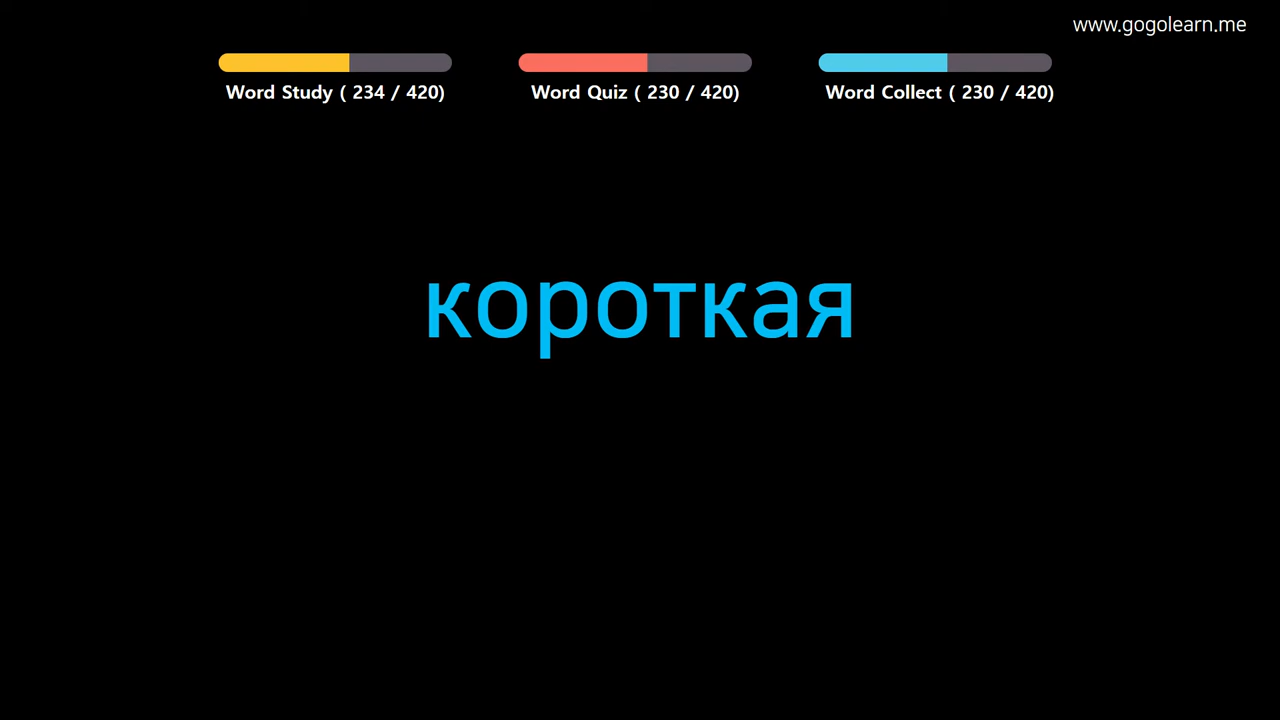 www.gogolearn.me
Word Study ( 234 / 420)
Word Quiz ( 230 / 420)
Word Collect ( 230 / 420)
короткая